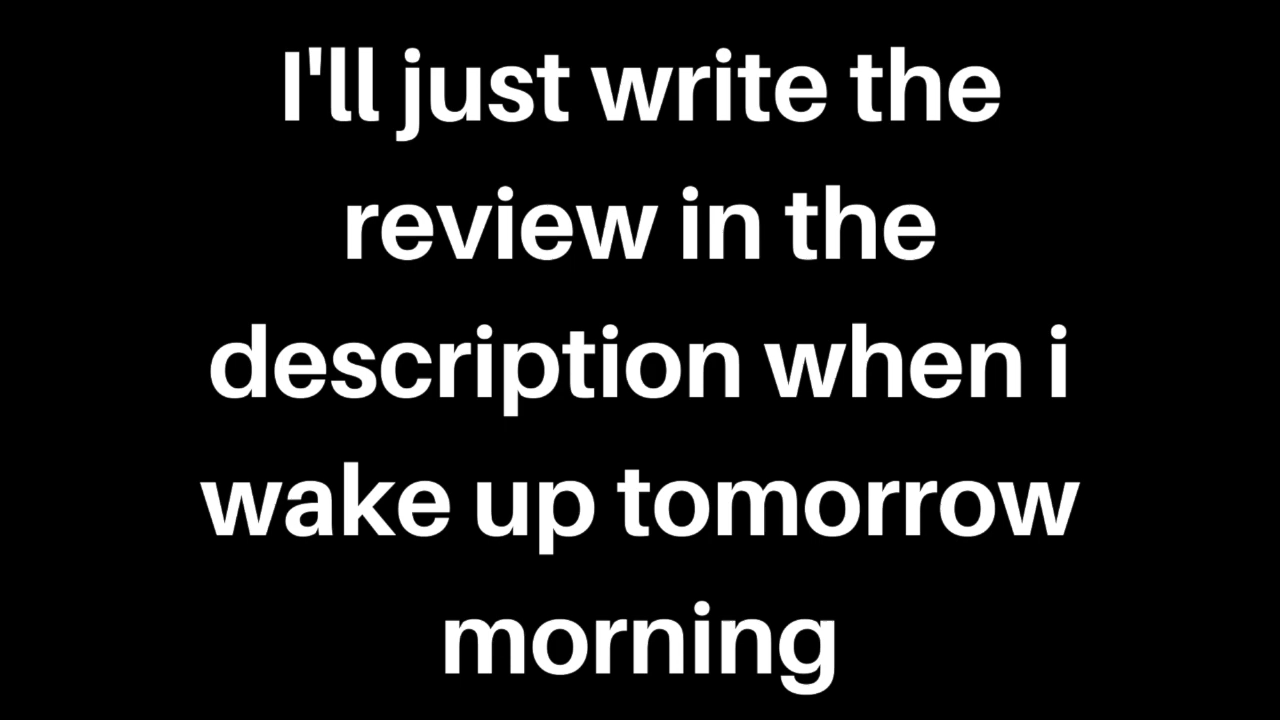 I'll just write the
review in the
description when i
wake up tomorrow
morning